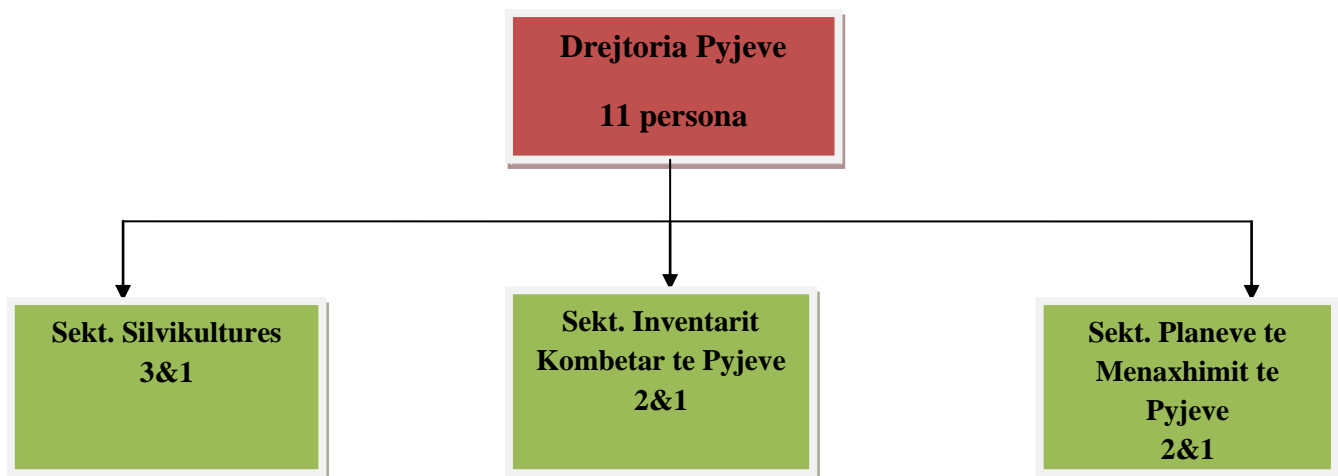 Drejtoria Pyjeve
11 persona
Sekt. Silvikultures
3&1
Sekt. Inventarit
Kombetar te Pyjeve
2&1
Sekt. Planeve te
Menaxhimit te
Pyjeve
2&1